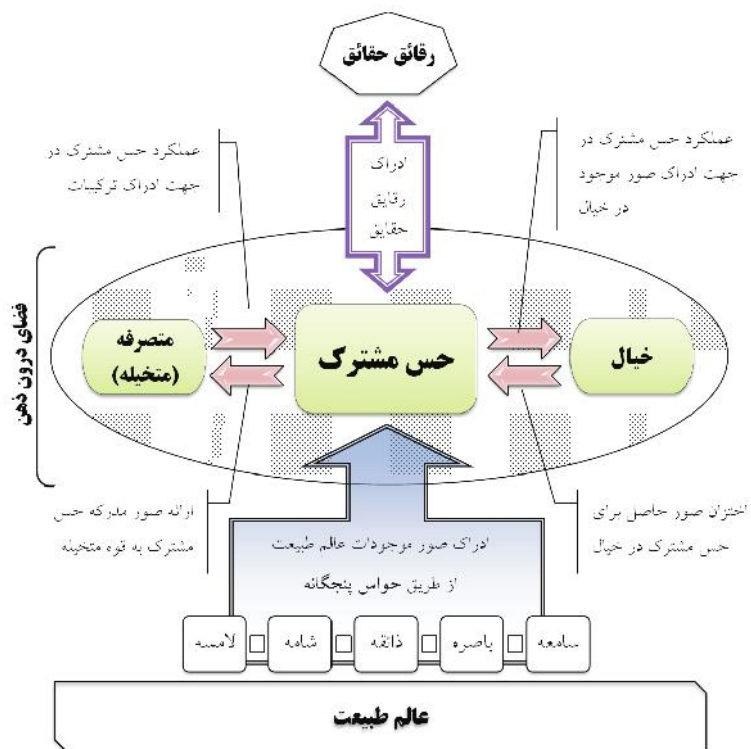 رقائق حقائق
عملکرد حس مشترک در
جهت ادراک صور موجود
در خیال
ادراک
رقایق
حقایق
عملکرد حس مشترک در
جهت ادراک ترکیبات
فضای درون ذهن
خیال
حس مشترک
متصرفه
(متخیله)
اختزان صور حاصل برای
حس مشترک در خیال
ارائه صور مدرکه حس
مشترک به قوه متخیله
ادراک صور موجودات عالم طبیعت
از طریق حواس پنجگانه
سامعه
باصره
ذائقه
شامه
لامسه
عالم طبیعت